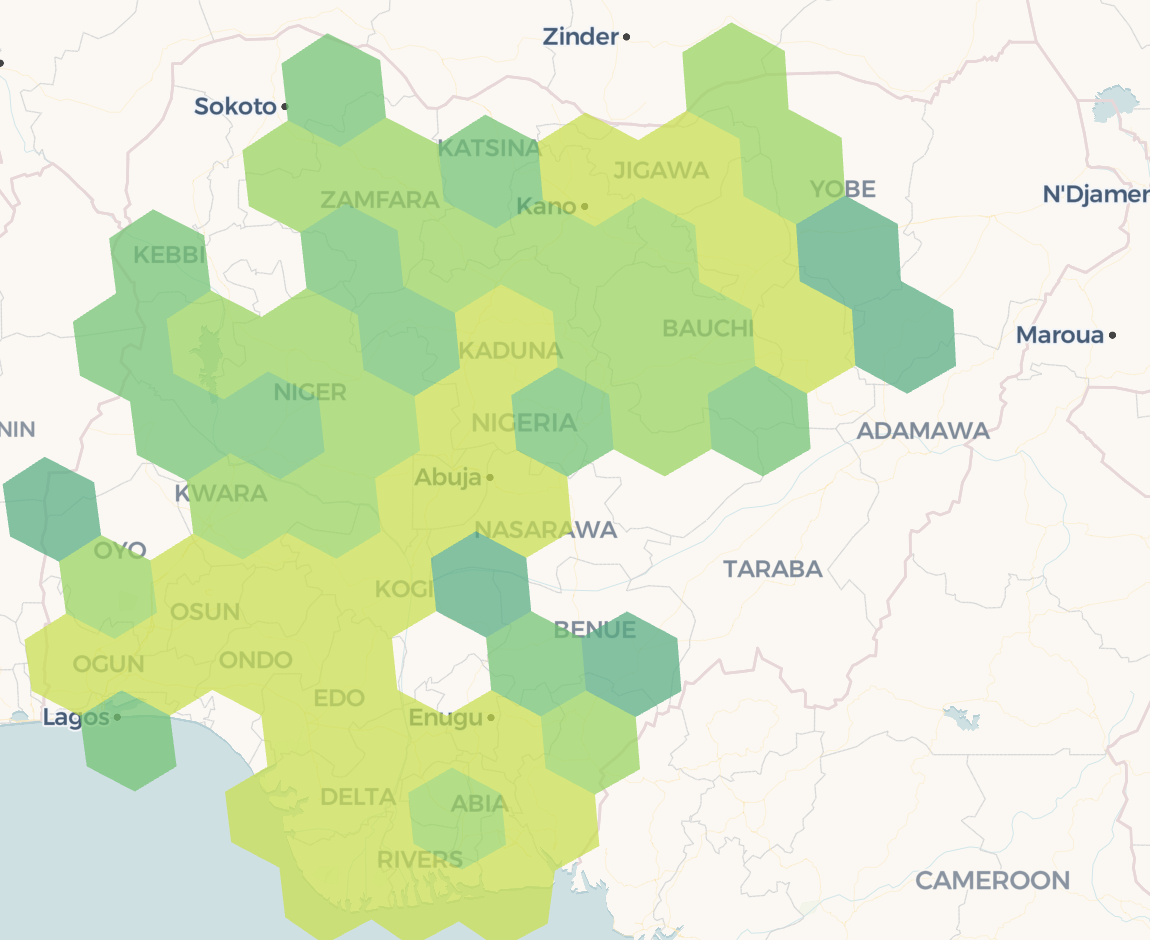 Zinder
Sokoto
KATSINA
JIGAWA
YOBE
N'Djamer
ZAMFARA
Kano
KEBBI
BAUCHI
Maroua
KADUNA
NIGER
NIGERIA
NIN
ADAMAWA
Abuja
KWARA
NASARAWA
OYO
TARABA
KOGI
OSUN
BENUE
OGUN
ONDO
EDO
Lagos
Enugu
DELTA
ABIA
RIVERS
CAMEROON